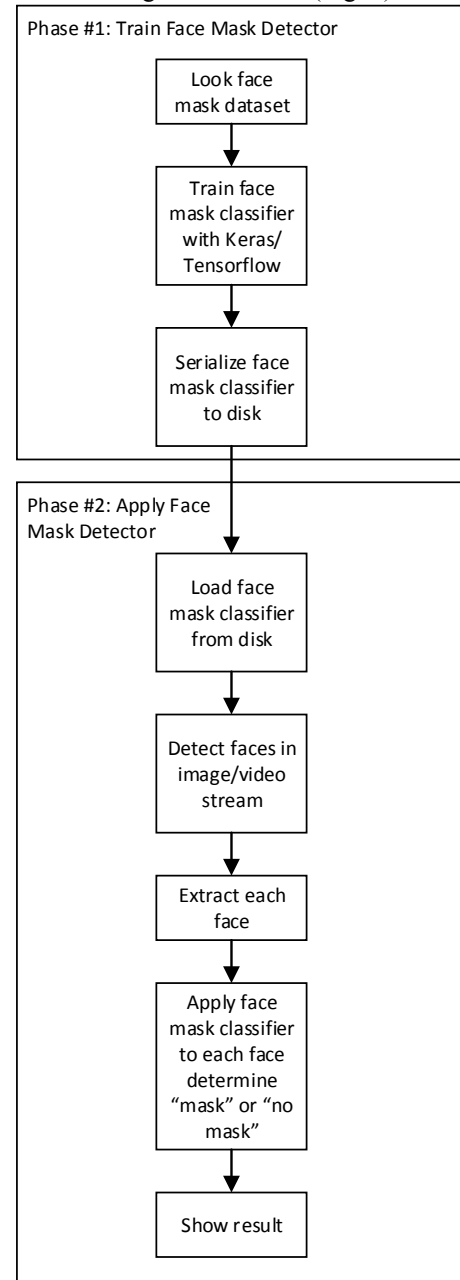 Phase #1: Train Face Mask Detector
Look face
mask dataset
Train face
mask classifier
with Keras/
Tensorflow
Serialize face
mask classifier
to disk
Phase #2: Apply Face
Mask Detector
Load face
mask classifier
from disk
Detect faces in
image/video
stream
Extract each
face
Apply face
mask classifier
to each face
determine
“mask” or “no
mask”
Show result